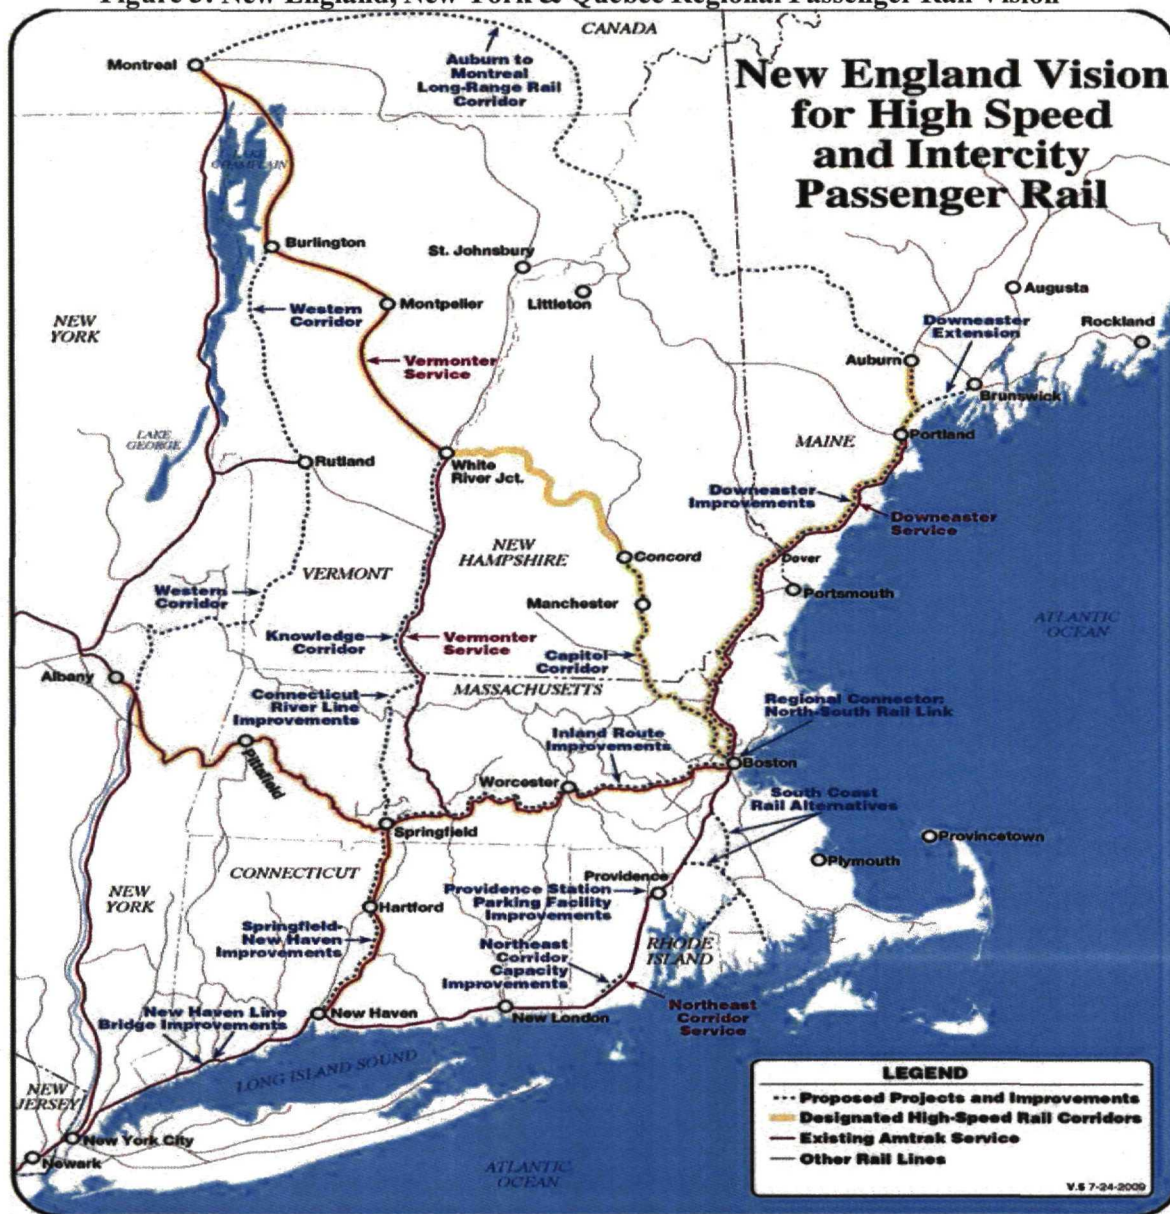 Figure 3: New England, New York & Quebec Regional Passenger Rail Vision
New England Vision
for High Speed
and Intercity
Passenger Rail
CANADA
Montreal
Auburn to
Montreal
Long-Range Rail
Corridor
LAKE
CHAMPLAIN
Burlington
St. Johnsbury
Littleton
Montpelier
Western
Corridor
NEW
YORK
Vermonter
Service
Augusta
Rockland
Downeaster
Extension
Auburn
Brunswick
Portland
MAINE
LAKE
GEORGE
Rutland
White
River Jct.
Downeaster
Improvements
Downeaster
Service
NEW
HAMPSHIRE
Concord
Dover
Portsmouth
VERMONT
Western
Corridor
Manchester
ATLANTIC
OCEAN
Knowledge
Corridor
Vermonter
Service
Capitol
Corridor
Albany
Connecticut
River Line
Improvements
MASSACHUSETTS
Regional Connector:
North-South Rail Link
Inland Route
Improvements
Boston
Pittsfield
Worcester
South Coast
Rail Alternatives
Springfield
Provincetown
Plymouth
CONNECTICUT
Providence
NEW
YORK
Hartford
Providence Station
Parking Facility
Improvements
Springfield-
New Haven
Improvements
Northeast
Corridor
Capacity
Improvements
RHODE
ISLAND
New Haven Line
Bridge Improvements
New Haven
New London
Northeast
Corridor
Service
LONG ISLAND SOUND
NEW
JERSEY
New York City
Newark
ATLANTIC
OCEAN
LEGEND
Proposed Projects and Improvements
Designated High-Speed Rail Corridors
Existing Amtrak Service
Other Rail Lines
V.5 7-24-2009